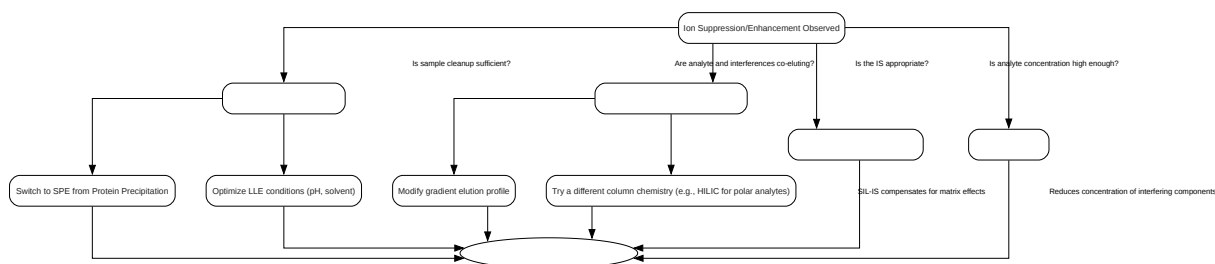 Ion Suppression/Enhancement Observed
Is sample cleanup sufficient?
Are analyte and interferences co-eluting?
Is the IS appropriate?
Is analyte concentration high enough?
Switch to SPE from Protein Precipitation
Optimize LLE conditions (pH, solvent)
Modify gradient elution profile
Try a different column chemistry (e.g., HILIC for polar analytes)
SIL-IS compensates for matrix effects
Reduces concentration of interfering components